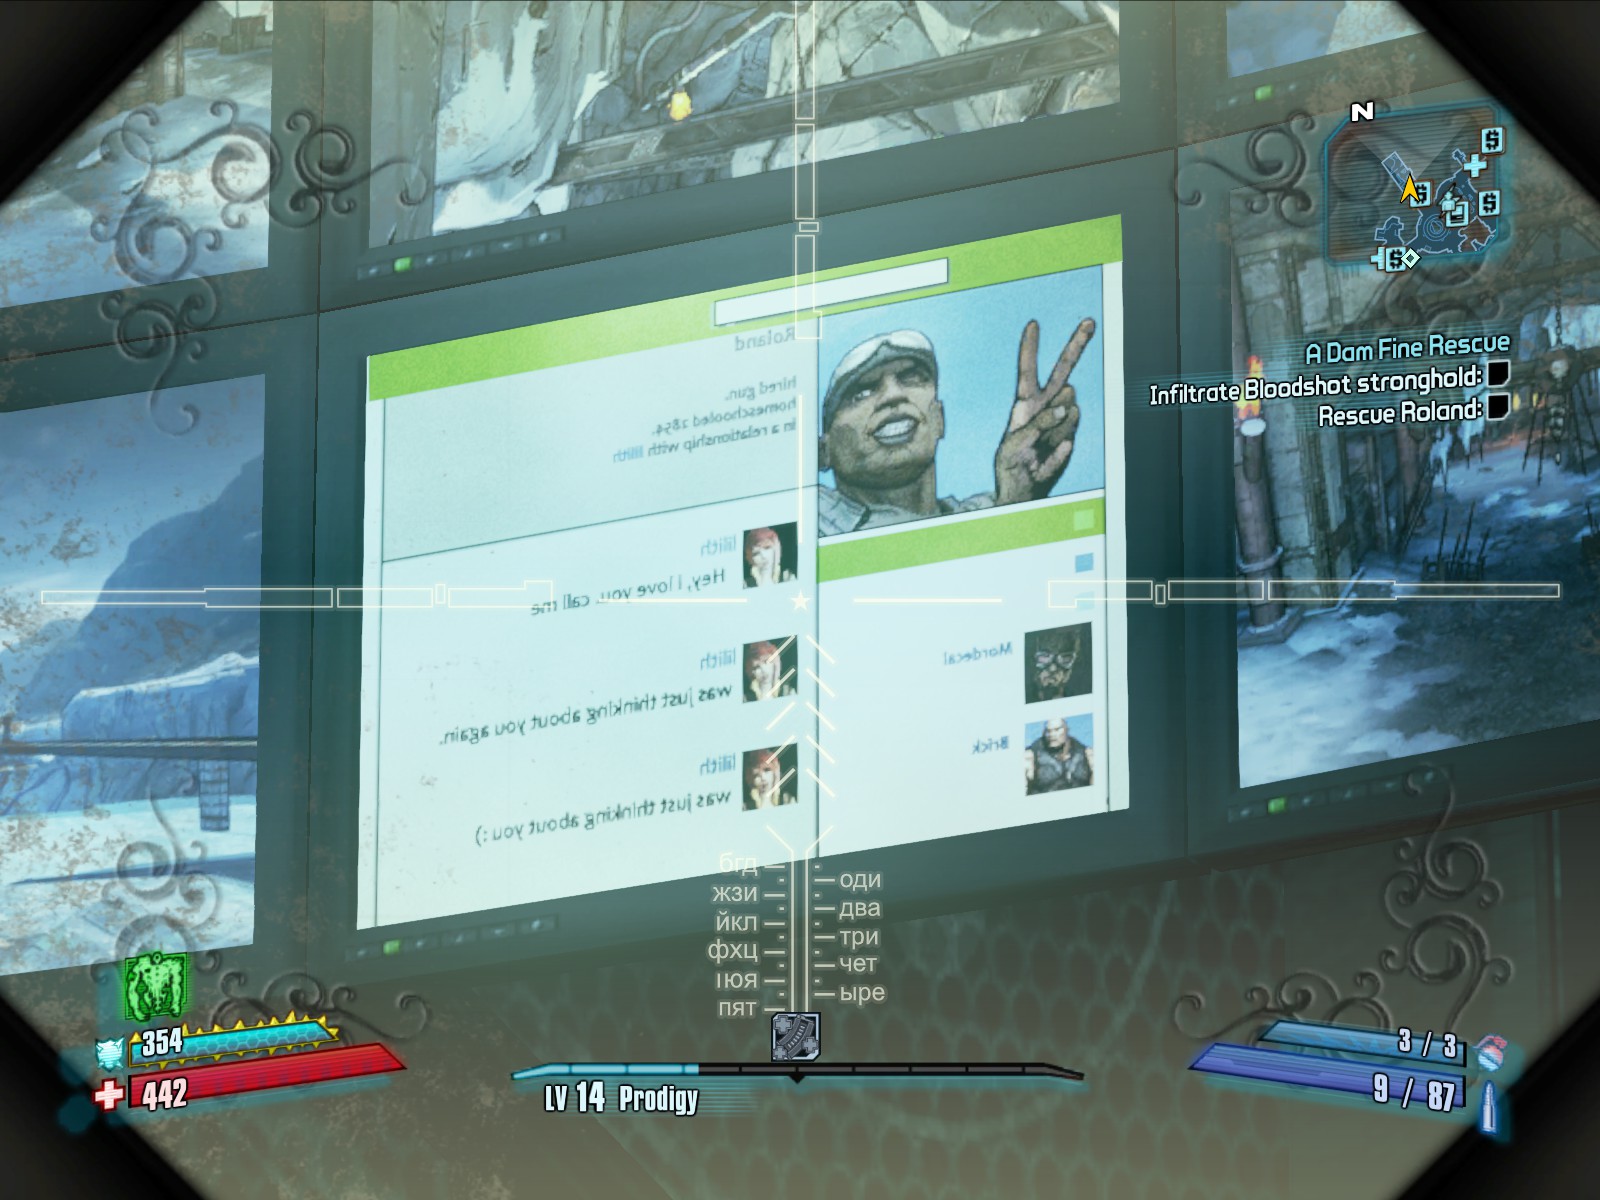 N
$
$
$
$
A Dam Fine Rescue
Infiltrate Bloodshot stronghold:
Rescue Roland:
Roland
hired gun.
homeschooled 2854.
in a relationship with lilith
lilith
Hey, i love you. call me
lilith
was just thinking about you again.
lilith
was just thinking about you :)
Mordecai
Brick
бгд
жзи
йкл
фхц
юя
пят
оди
два
три
чет
ыре
354
442
LV 14 Prodigy
3 / 3
9 / 87